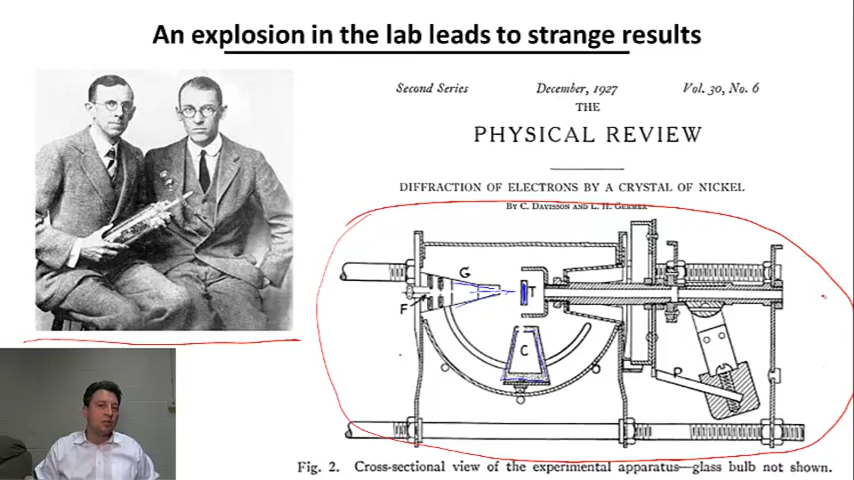 An explosion in the lab leads to strange results
Second Series December, 1927 Vol. 30, No. 6
THE
PHYSICAL REVIEW
DIFFRACTION OF ELECTRONS BY A CRYSTAL OF NICKEL
By C. Davisson and L. H. Germer
G
T
F
C
P
Fig. 2. Cross-sectional view of the experimental apparatus—glass bulb not shown.